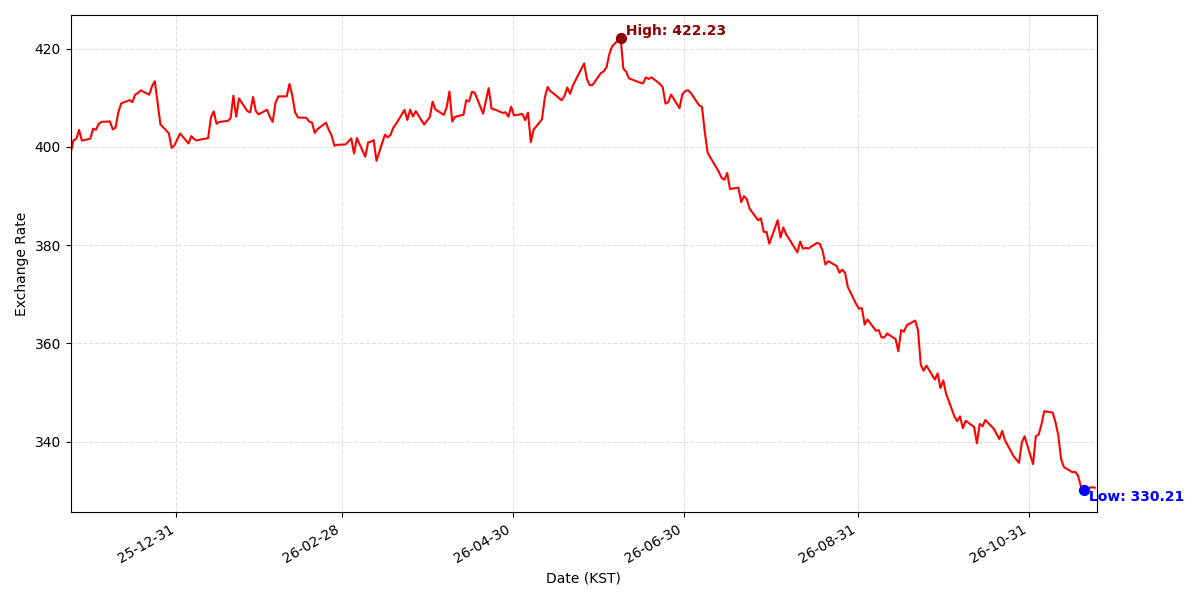 High: 422.23
420
400
380
360
340
Exchange Rate
Low: 330.21
25-12-31
26-02-28
26-04-30
26-06-30
26-08-31
26-10-31
Date (KST)